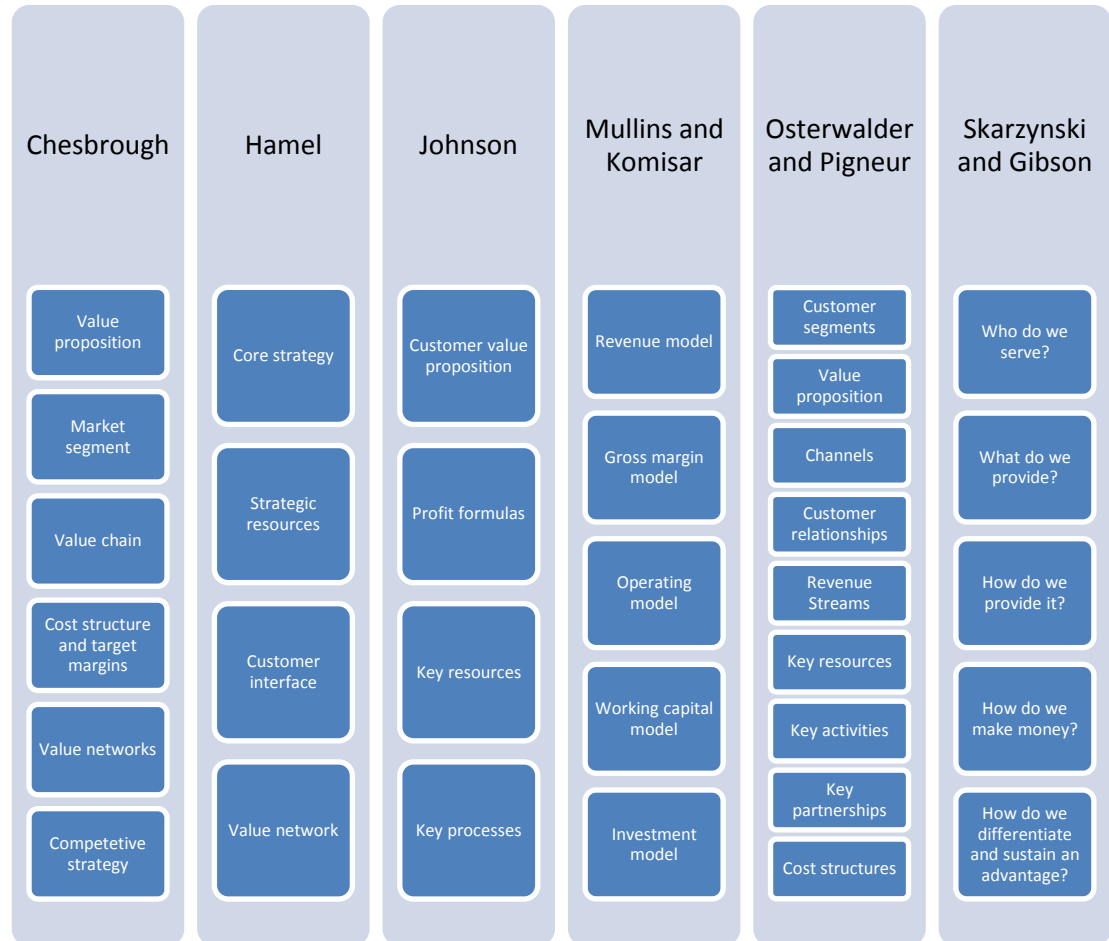 Chesbrough
Value
proposition
Market
segment
Value chain
Cost structure
and target
margins
Value networks
Competetive
strategy
Hamel
Core strategy
Strategic
resources
Customer
interface
Value network
Johnson
Customer value
proposition
Profit formulas
Key resources
Key processes
Mullins and
Komisar
Revenue model
Gross margin
model
Operating
model
Working capital
model
Investment
model
Osterwalder
and Pigneur
Customer
segments
Value
proposition
Channels
Customer
relationships
Revenue
Streams
Key resources
Key activities
Key
partnerships
Cost structures
Skarzynski
and Gibson
Who do we
serve?
What do we
provide?
How do we
provide it?
How do we
make money?
How do we
differentiate
and sustain an
advantage?